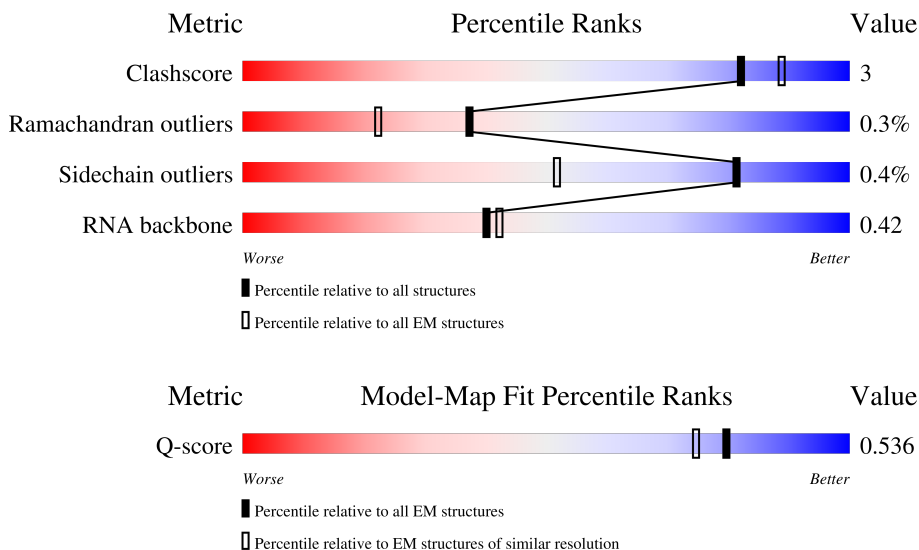 Metric Percentile Ranks Value
Clashscore 3
Ramachandran outliers 0.3%
Sidechain outliers 0.4%
RNA backbone 0.42
Worse Better
Percentile relative to all structures
Percentile relative to all EM structures
Metric Model-Map Fit Percentile Ranks Value
Q-score 0.536
Worse Better
Percentile relative to all EM structures
Percentile relative to EM structures of similar resolution